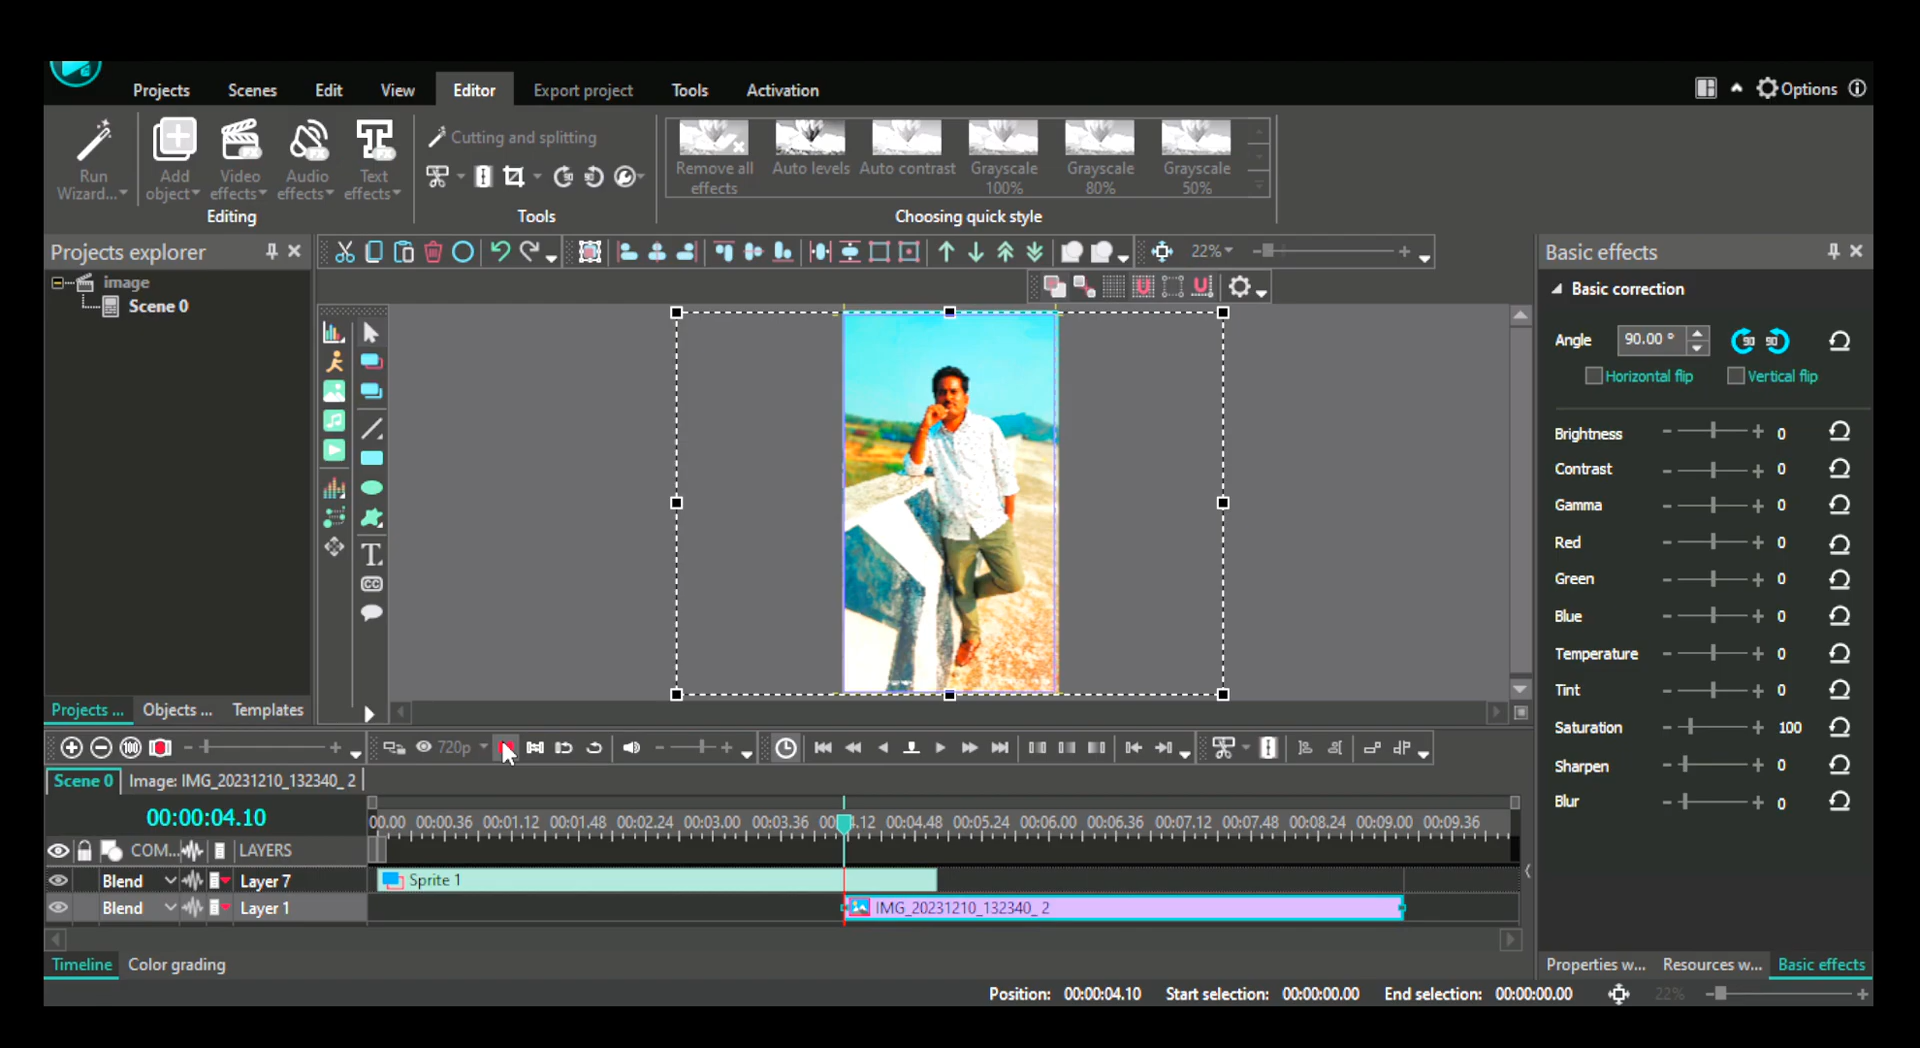 Projects Scenes Edit View Editor Export project Tools Activation Options
Run Wizard...
Add object
Video effects
Audio effects
Text effects
Editing
Cutting and splitting
Tools
Remove all effects
Auto levels
Auto contrast
Grayscale 100%
Grayscale 80%
Grayscale 50%
Choosing quick style
Projects explorer
image
Scene 0
Projects ... Objects ... Templates
22%
T
CC
Basic effects
Basic correction
Angle 90.00 ° 90 90
Horizontal flip Vertical flip
Brightness 0
Contrast 0
Gamma 0
Red 0
Green 0
Blue 0
Temperature 0
Tint 0
Saturation 100
Sharpen 0
Blur 0
100 720p
Scene 0 Image: IMG_20231210_132340_ 2
00:00:04.10
00.00 00:00.36 00:01.12 00:01.48 00:02.24 00:03.00 00:03.36 00:04.12 00:04.48 00:05.24 00:06.00 00:06.36 00:07.12 00:07.48 00:08.24 00:09.00 00:09.36
COM... LAYERS
Blend Layer 7 Sprite 1
Blend Layer 1 IMG_20231210_132340_ 2
Timeline Color grading
Properties w... Resources w... Basic effects
Position: 00:00:04.10 Start selection: 00:00:00.00 End selection: 00:00:00.00 22%